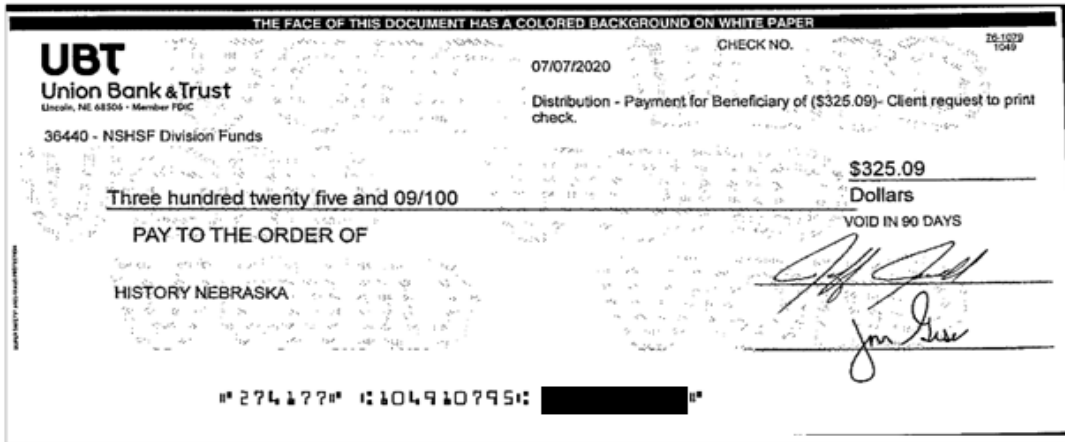 THE FACE OF THIS DOCUMENT HAS A COLORED BACKGROUND ON WHITE PAPER
UBT
Union Bank & Trust
Lincoln, NE 68506 - Member FDIC
CHECK NO.
76-1079
1049
07/07/2020
Distribution - Payment for Beneficiary of ($325.09)- Client request to print
check.
36440 - NSHSF Division Funds
$325.09
Three hundred twenty five and 09/100
Dollars
VOID IN 90 DAYS
PAY TO THE ORDER OF
HISTORY NEBRASKA
⑈274177⑈ ⑆104910795⑆ ⑈